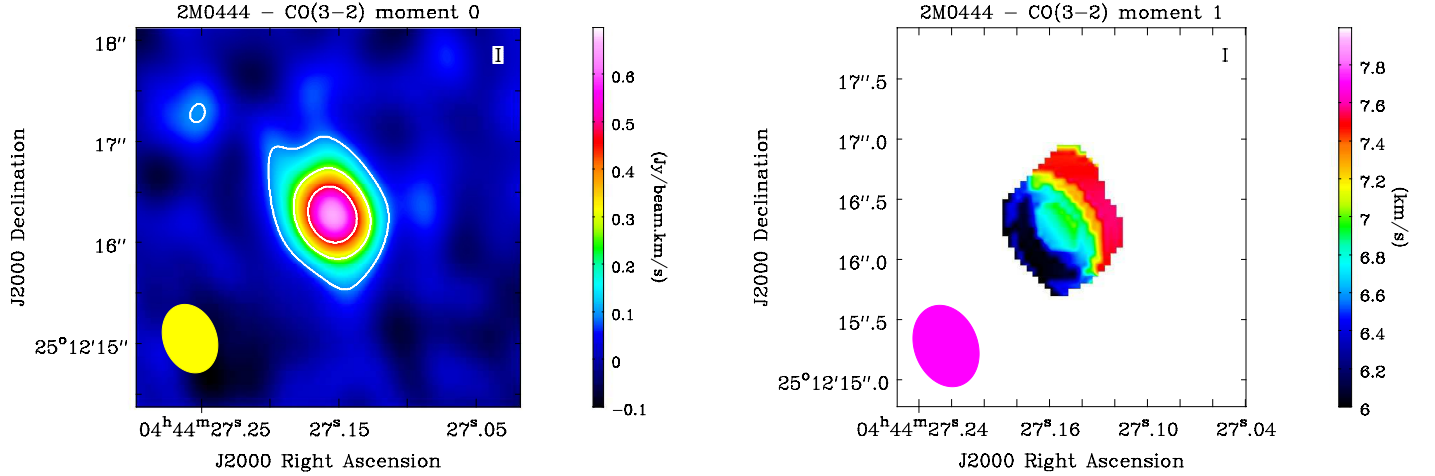 2M0444 − CO(3−2) moment 0
I
18″
17″
16″
25°12′15″
J2000 Declination
04ʰ44ᵐ27ˢ.25
27ˢ.15
27ˢ.05
J2000 Right Ascension
0.6
0.5
0.4
0.3
0.2
0.1
0
−0.1
(Jy/beam.km/s)
2M0444 − CO(3−2) moment 1
I
17″.5
17″.0
16″.5
16″.0
15″.5
25°12′15″.0
J2000 Declination
04ʰ44ᵐ27ˢ.24
27ˢ.16
27ˢ.10
27ˢ.04
J2000 Right Ascension
7.8
7.6
7.4
7.2
7
6.8
6.6
6.4
6.2
6
(km/s)